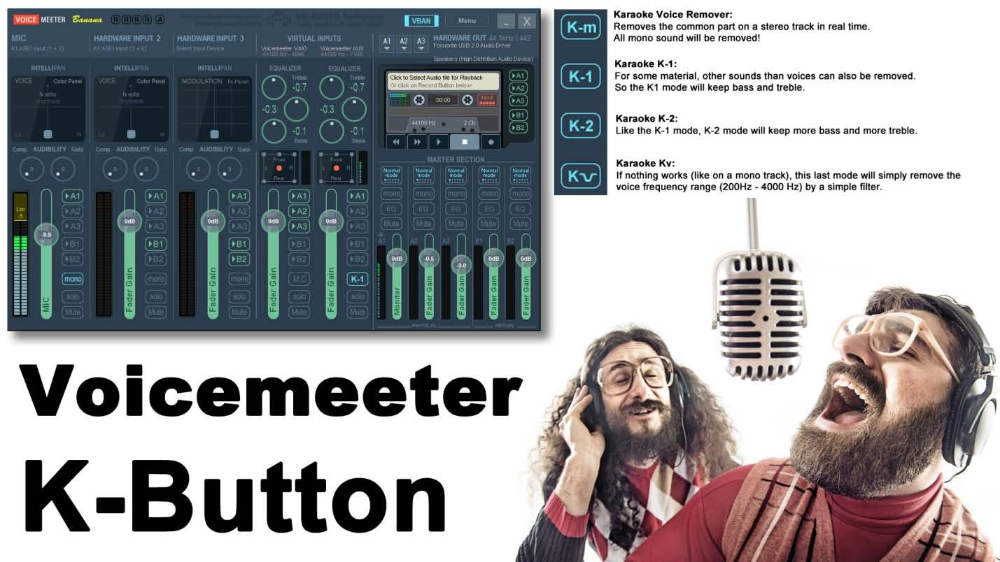 VOICE MEETER Banana R R R R A
VBAN Menu _ X
MIC
A1 ASIO input (1 + 2)
HARDWARE INPUT 2
A1 ASIO input (3 + 4)
HARDWARE INPUT 3
Select Input Device
VIRTUAL INPUTS
Voicemeeter VAIO Voicemeeter AUX
44100 Hz - 4096 44100 Hz - 7168
A1 A2 A3
HARDWARE OUT 44.1kHz | 442
Focusrite USB 2.0 Audio Driver
Speakers (High Definition Audio Device)
INTELLIPAN INTELLIPAN INTELLIPAN
VOICE Color Panel VOICE Color Panel MODULATION Fx Panel
fx echo fx echo
brightness brightness
Lo Hi Lo Hi
EQUALIZER EQUALIZER
Treble Treble
-0.7 -0.7
-0.3 -0.3
-0.1 -0.1
Bass Bass
Click to Select Audio file for Playback
Or click on Record Button below
00:00 Input
44100 Hz 2 Ch
A1
A2
A3
B1
B2
Comp. AUDIBILITY Gate Comp. AUDIBILITY Gate Comp. AUDIBILITY Gate
0 0 0 0 0 0
Front Front
L R L R
Rear Rear
MASTER SECTION
Normal mode Normal mode Normal mode Normal mode Normal mode
mono mono mono mono mono
EQ EQ EQ EQ EQ
Mute Mute Mute Mute Mute
Lim
-5
A1 A1 A1 A1 A1
A2 A2 A2 A2 A2
A3 A3 A3 A3 A3
B1 B1 B1 B1 B1
B2 B2 B2 B2 B2
mono mono mono M.C K-1
solo solo solo solo solo
Mute Mute Mute Mute Mute
-9.9 0dB 0dB 0dB 0dB
MIC Fader Gain Fader Gain Fader Gain Fader Gain
-6
A1 A2 A3 B1 B2
0dB -0.5 -9.0 0dB 0dB
Monitor Fader Gain Fader Gain Fader Gain Fader Gain
PHYSICAL VIRTUAL
K-m
Karaoke Voice Remover:
Removes the common part on a stereo track in real time.
All mono sound will be removed!
K-1
Karaoke K-1:
For some material, other sounds than voices can also be removed.
So the K1 mode will keep bass and treble.
K-2
Karaoke K-2:
Like the K-1 mode, K-2 mode will keep more bass and more treble.
K
Karaoke Kv:
If nothing works (like on a mono track), this last mode will simply remove the
voice frequency range (200Hz - 4000 Hz) by a simple filter.
Voicemeeter
K-Button